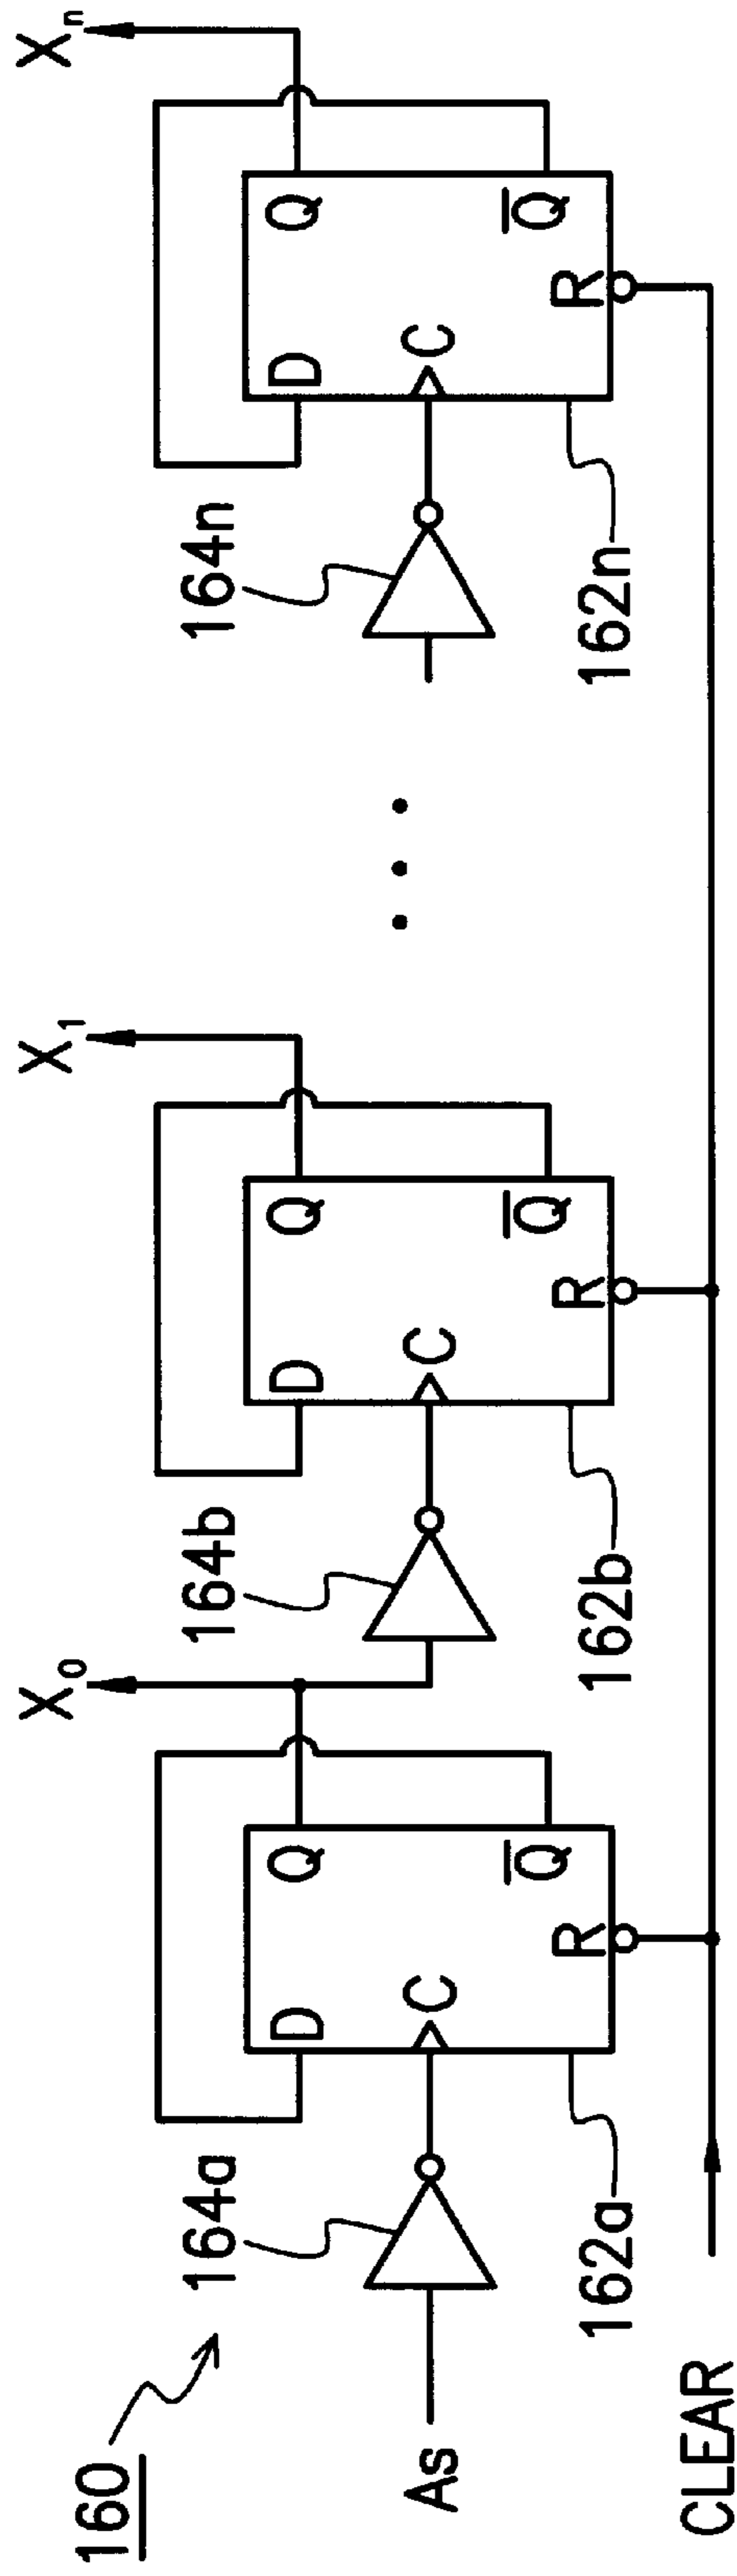 160
X₀ X₁ Xₙ
164a 164b 164n
D Q D Q D Q
As C C C
R Q̅ R Q̅ R Q̅
162a 162b 162n
CLEAR